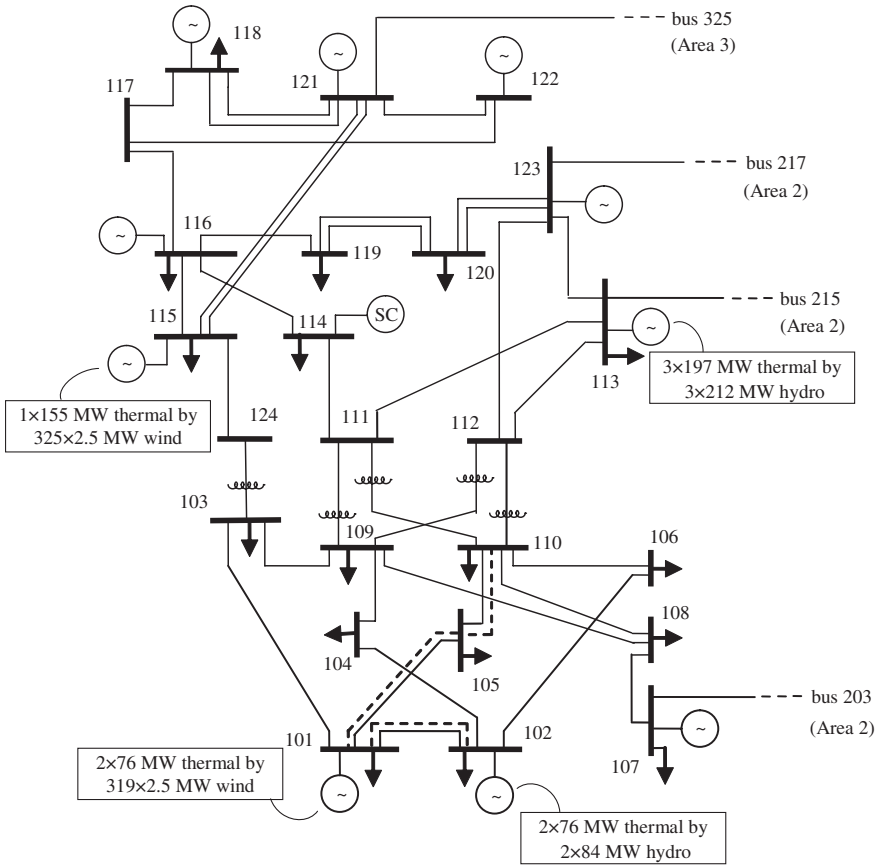 bus 325
(Area 3)
~
118
~
121
~
122
117
123
bus 217
(Area 2)
~
116
~
119
120
bus 215
(Area 2)
115
114
SC
~
113
3×197 MW thermal by
3×212 MW hydro
~
1×155 MW thermal by
325×2.5 MW wind
124
111
112
103
109
110
106
108
104
105
bus 203
(Area 2)
101
102
~
107
2×76 MW thermal by
319×2.5 MW wind
~
~
2×76 MW thermal by
2×84 MW hydro